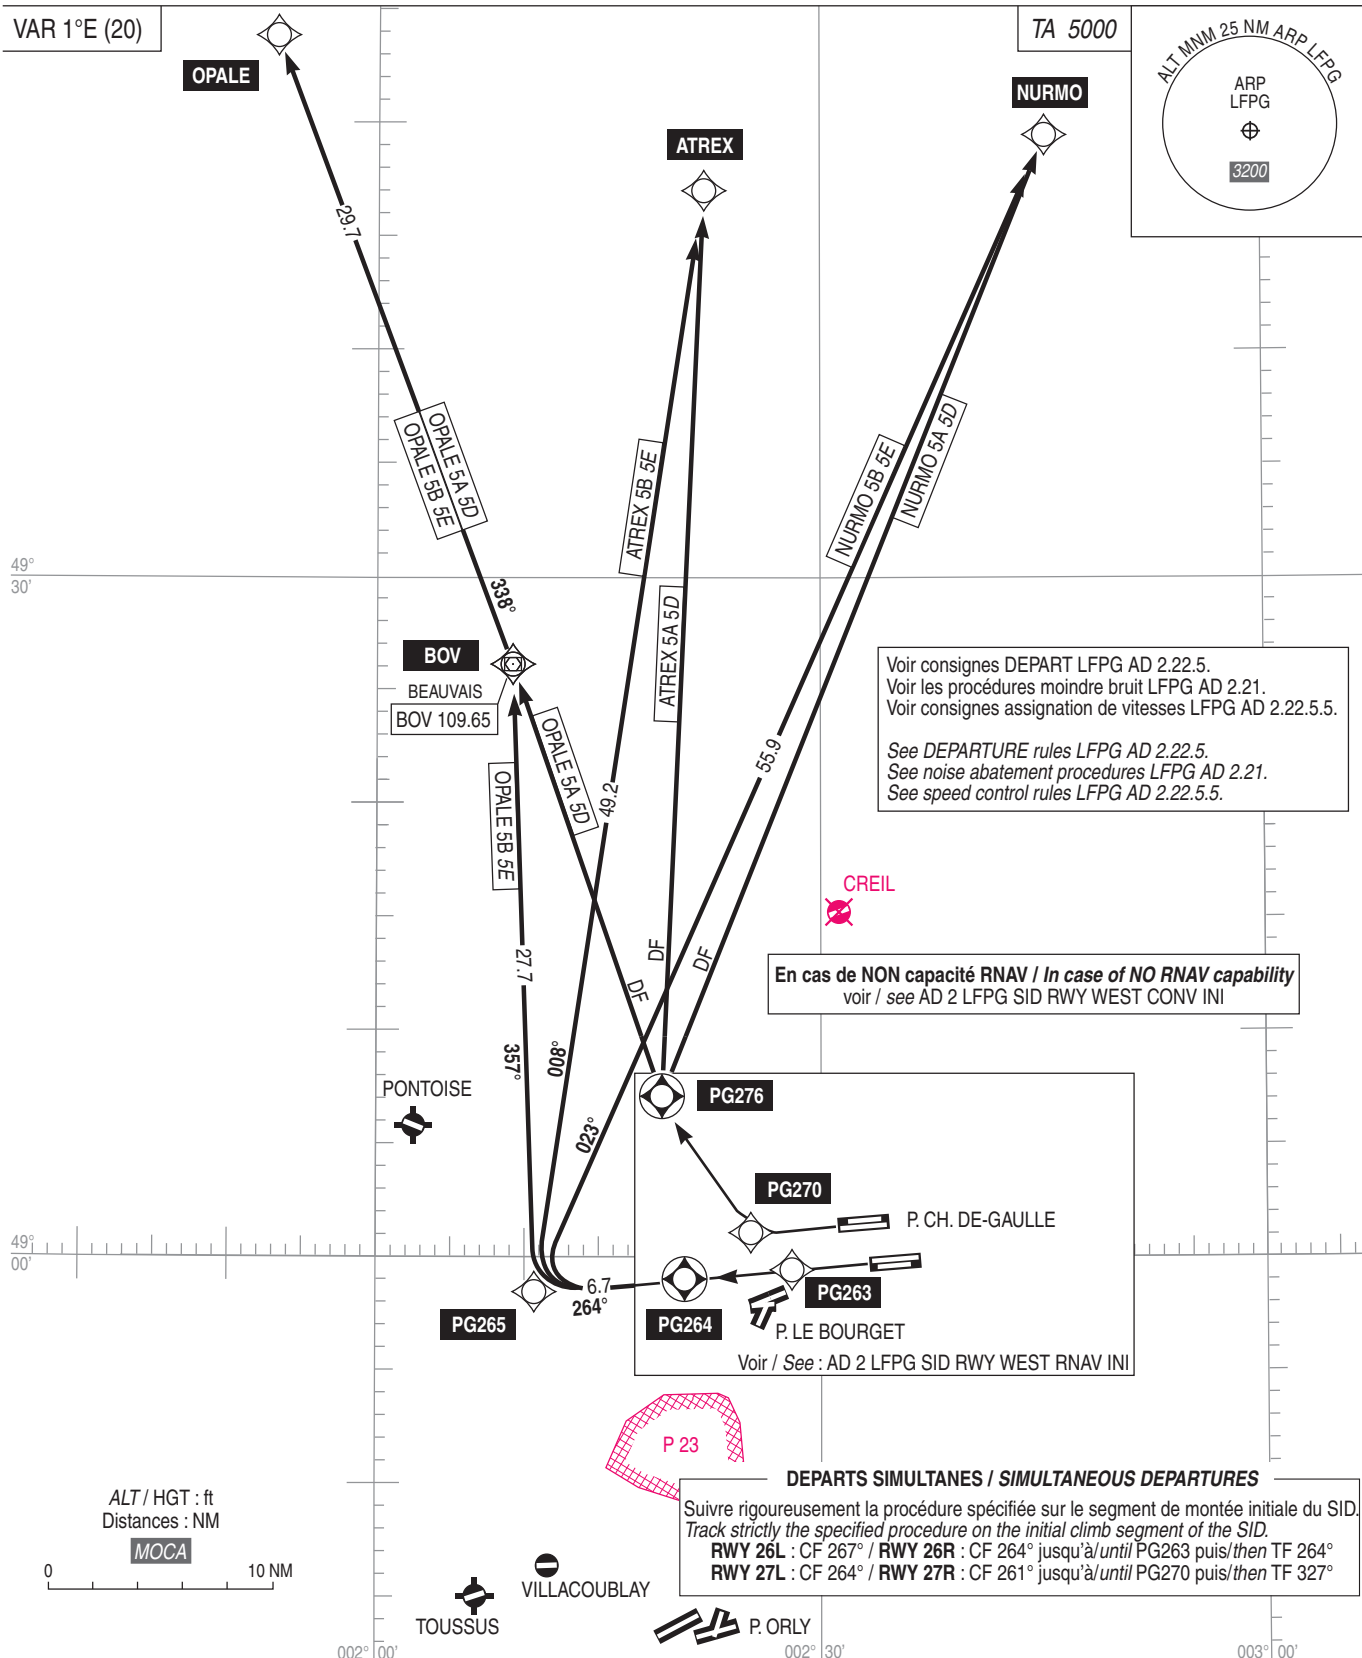 VAR 1°E (20)
OPALE
TA 5000
ALT MNM 25 NM ARP LFPG
ARP
LFPG
3200
NURMO
ATREX
29.7
OPALE 5A 5D
OPALE 5B 5E
ATREX 5B 5E
NURMO 5B 5E
NURMO 5A 5D
49°
30'
338°
ATREX 5A 5D
BOV
BEAUVAIS
BOV 109.65
Voir consignes DEPART LFPG AD 2.22.5.
Voir les procédures moindre bruit LFPG AD 2.21.
Voir consignes assignation de vitesses LFPG AD 2.22.5.5.
See DEPARTURE rules LFPG AD 2.22.5.
See noise abatement procedures LFPG AD 2.21.
See speed control rules LFPG AD 2.22.5.5.
OPALE 5A 5D
OPALE 5B 5E
49.2
55.9
CREIL
27.7
DF
DF
DF
En cas de NON capacité RNAV / In case of NO RNAV capability
voir / see AD 2 LFPG SID RWY WEST CONV INI
357°
008°
023°
PONTOISE
PG276
PG270
P. CH. DE-GAULLE
49°
00'
6.7
264°
PG263
PG265
PG264
P. LE BOURGET
Voir / See : AD 2 LFPG SID RWY WEST RNAV INI
P 23
DEPARTS SIMULTANES / SIMULTANEOUS DEPARTURES
Suivre rigoureusement la procédure spécifiée sur le segment de montée initiale du SID.
Track strictly the specified procedure on the initial climb segment of the SID.
RWY 26L : CF 267° / RWY 26R : CF 264° jusqu'à/until PG263 puis/then TF 264°
RWY 27L : CF 264° / RWY 27R : CF 261° jusqu'à/until PG270 puis/then TF 327°
ALT / HGT : ft
Distances : NM
MOCA
0 10 NM
VILLACOUBLAY
TOUSSUS
P. ORLY
002° 00'
002° 30'
003° 00'